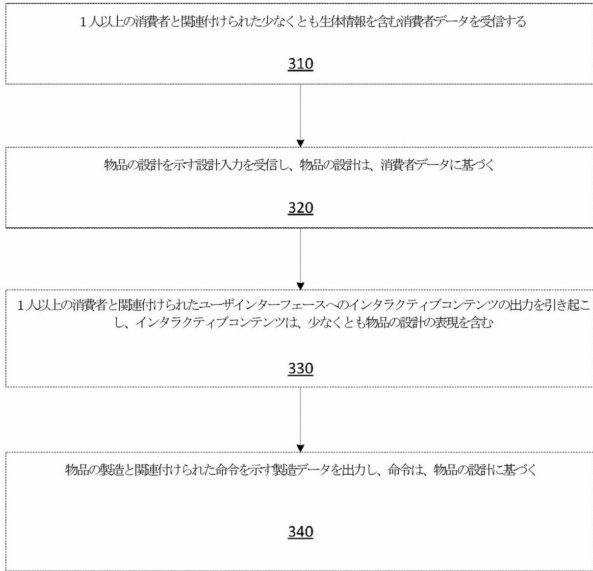 １人以上の消費者と関連付けられた少なくとも生体情報を含む消費者データを受信する
310
物品の設計を示す設計入力を受信し、物品の設計は、消費者データに基づく
320
１人以上の消費者と関連付けられたユーザインターフェースへのインタラクティブコンテンツの出力を引き起こ
し、インタラクティブコンテンツは、少なくとも物品の設計の表現を含む
330
物品の製造と関連付けられた命令を示す製造データを出力し、命令は、物品の設計に基づく
340